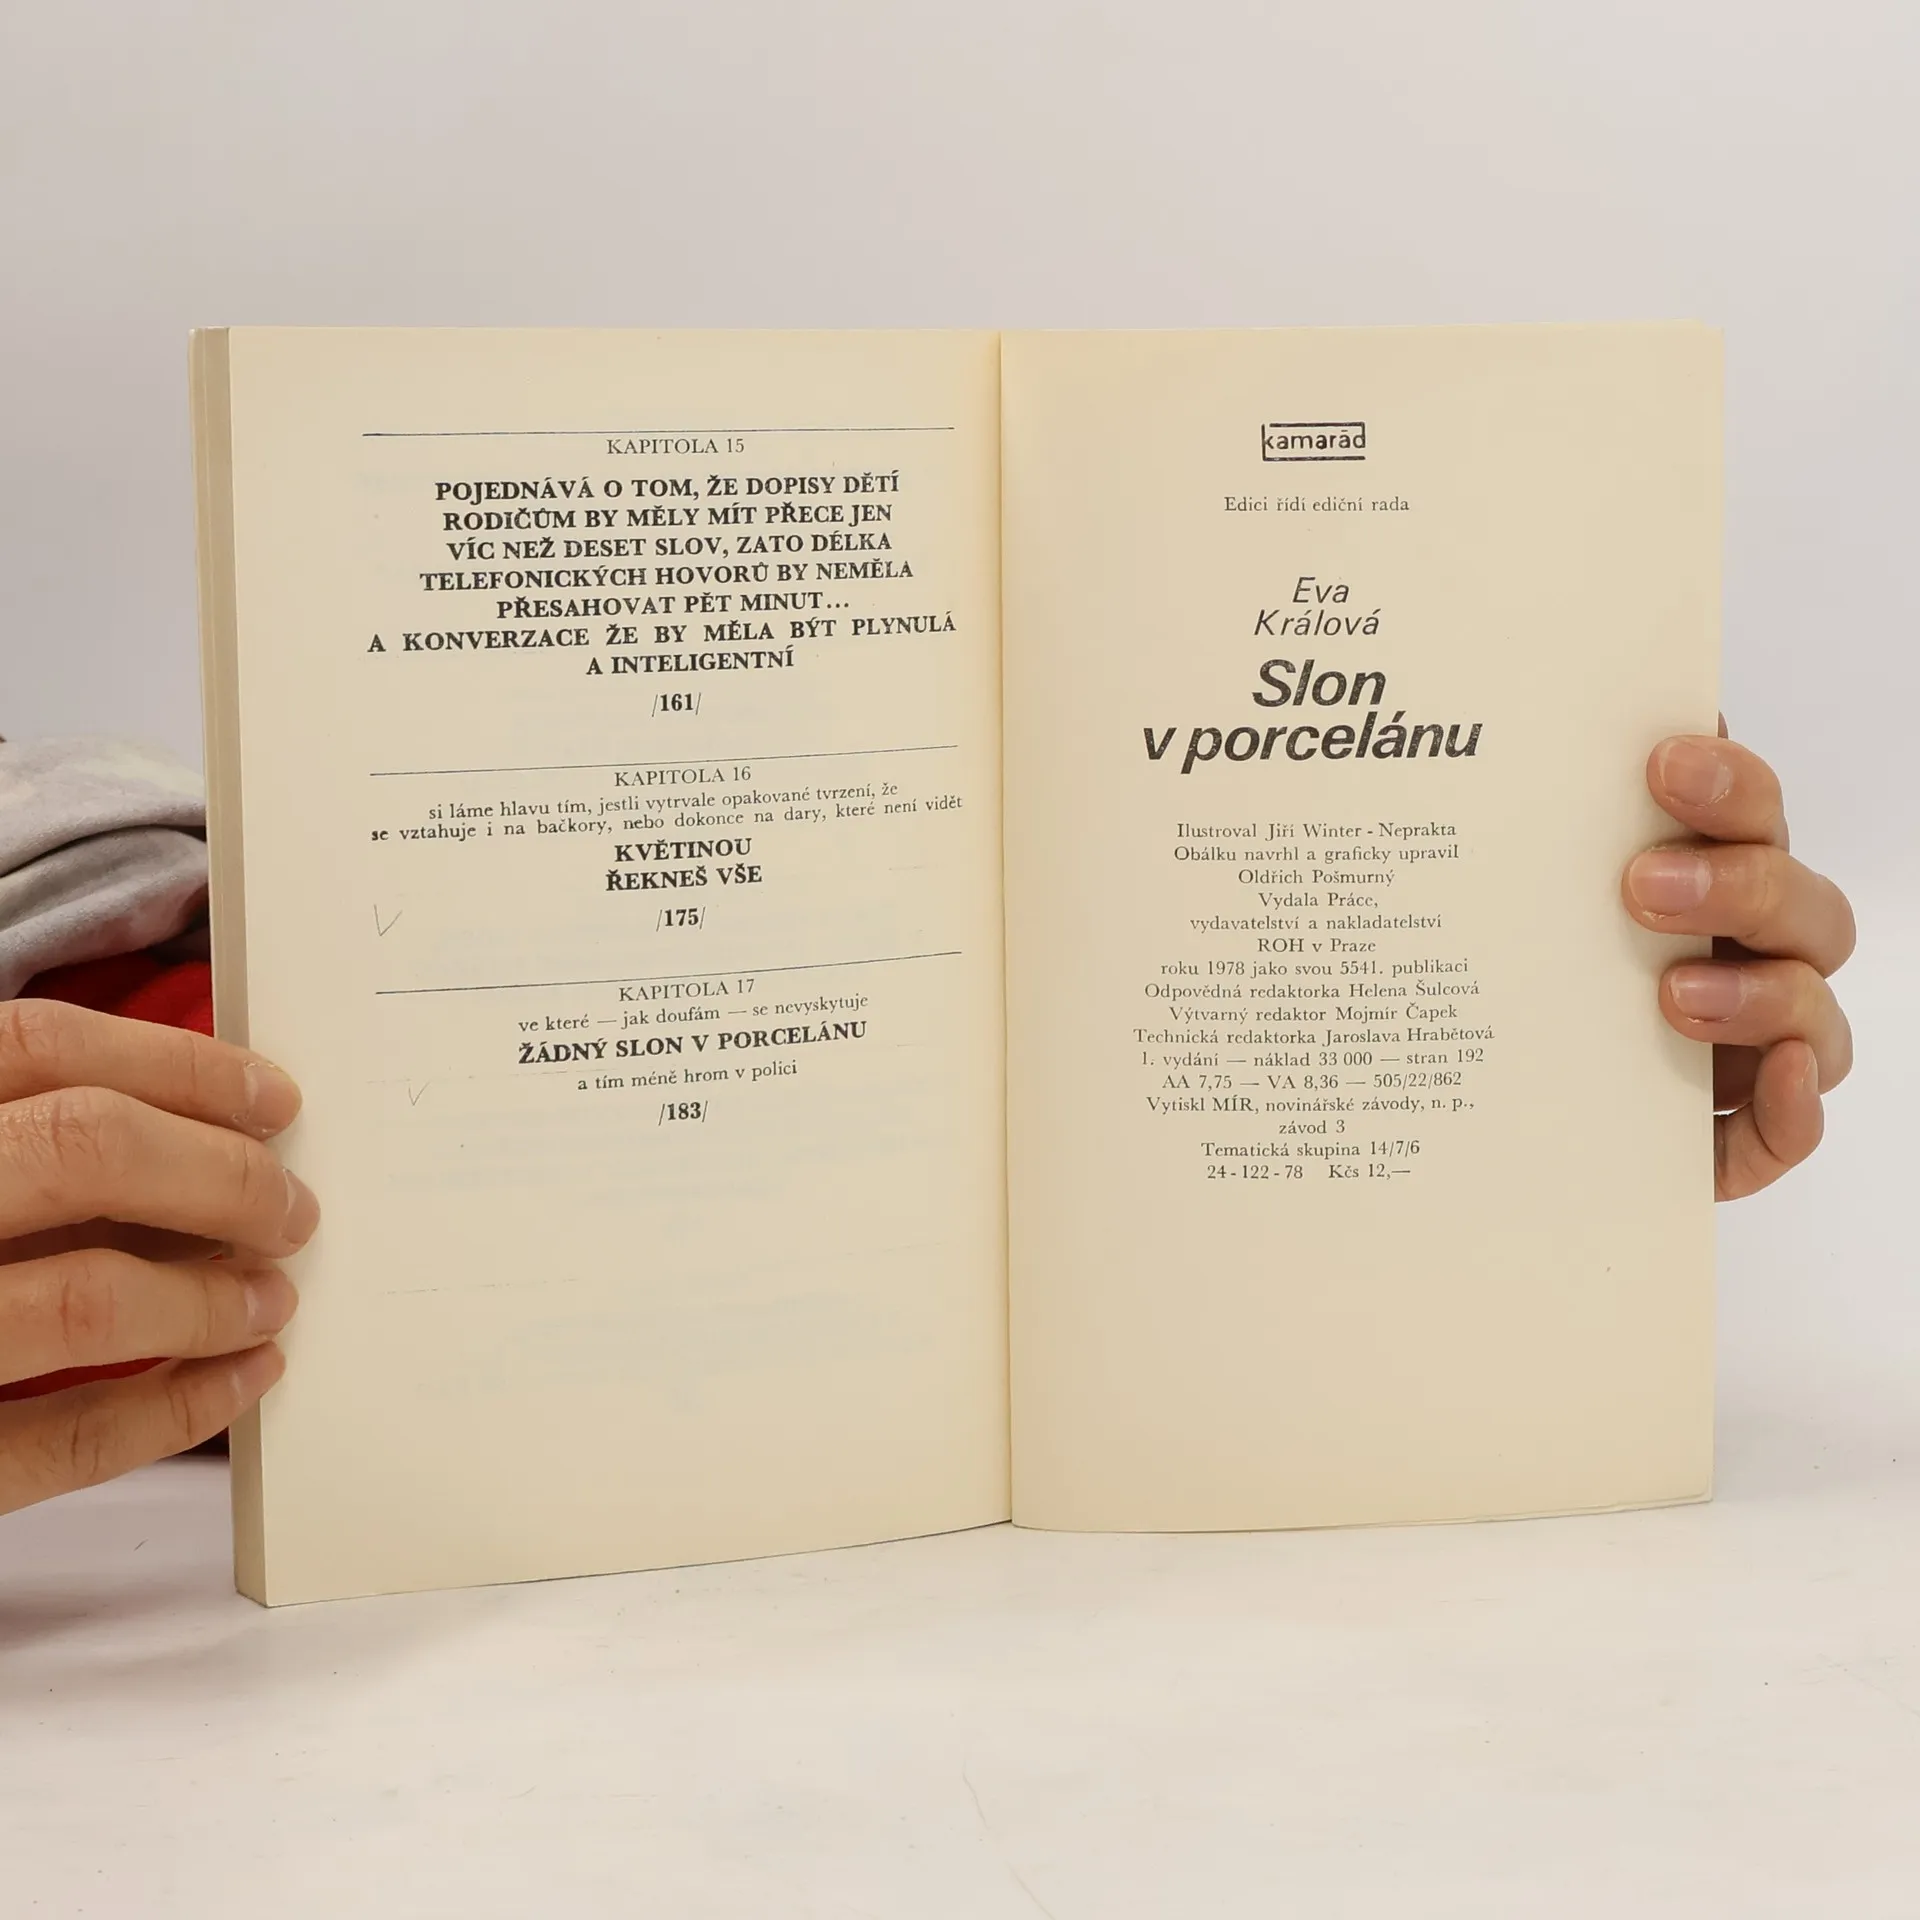 KAPITOLA 15
POJEDNÁVÁ O TOM, ŽE DOPISY DĚTÍ
RODIČŮM BY MĚLY MÍT PŘECE JEN
VÍC NEŽ DESET SLOV, ZATO DÉLKA
TELEFONICKÝCH HOVORŮ BY NEMĚLA
PŘESAHOVAT PĚT MINUT...
A KONVERZACE ŽE BY MĚLA BÝT PLYNULÁ
A INTELIGENTNÍ
/161/
KAPITOLA 16
si láme hlavu tím, jestli vytrvale opakované tvrzení, že
se vztahuje i na bačkory, nebo dokonce na dary, které není vidět
KVĚTINOU
ŘEKNEŠ VŠE
/175/
KAPITOLA 17
ve které — jak doufám — se nevyskytuje
ŽÁDNÝ SLON V PORCELÁNU
a tím méně hrom v polici
/183/
kamarád
Edici řídí ediční rada
Eva
Králová
Slon
v porcelánu
Ilustroval Jiří Winter - Neprakta
Obálku navrhl a graficky upravil
Oldřich Pošmurný
Vydala Práce,
vydavatelství a nakladatelství
ROH v Praze
roku 1978 jako svou 5541. publikaci
Odpovědná redaktorka Helena Šulcová
Výtvarný redaktor Mojmír Čapek
Technická redaktorka Jaroslava Hrabětová
1. vydání — náklad 33 000 — stran 192
AA 7,75 — VA 8,36 — 505/22/862
Vytiskl MÍR, novinářské závody, n. p.,
závod 3
Tematická skupina 14/7/6
24-122-78 Kčs 12,—